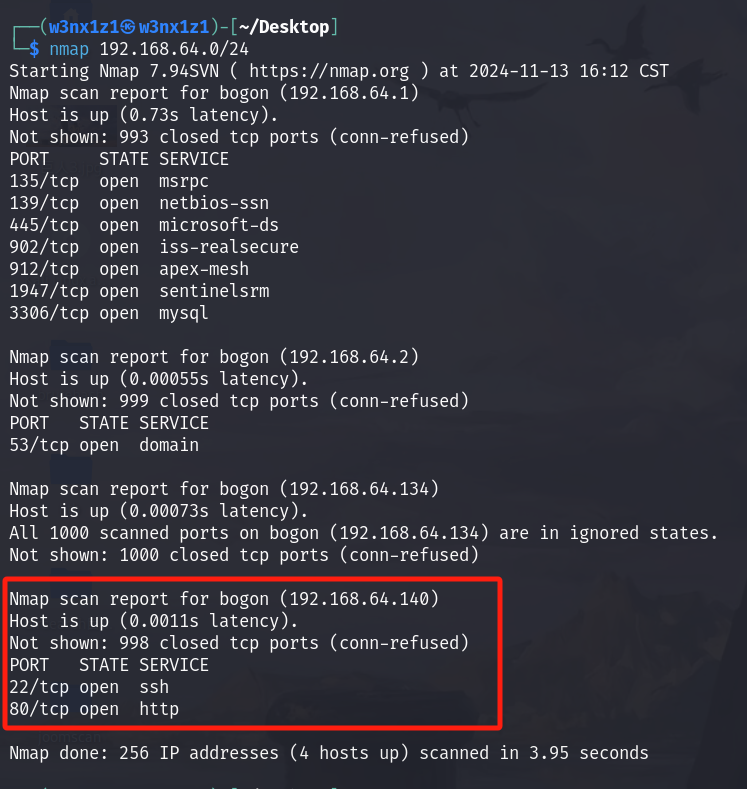 ┌──(w3nx1z1㉿w3nx1z1)-[~/Desktop]
└─$ nmap 192.168.64.0/24
Starting Nmap 7.94SVN ( https://nmap.org ) at 2024-11-13 16:12 CST
Nmap scan report for bogon (192.168.64.1)
Host is up (0.73s latency).
Not shown: 993 closed tcp ports (conn-refused)
PORT     STATE SERVICE
135/tcp  open  msrpc
139/tcp  open  netbios-ssn
445/tcp  open  microsoft-ds
902/tcp  open  iss-realsecure
912/tcp  open  apex-mesh
1947/tcp open  sentinelsrm
3306/tcp open  mysql

Nmap scan report for bogon (192.168.64.2)
Host is up (0.00055s latency).
Not shown: 999 closed tcp ports (conn-refused)
PORT   STATE SERVICE
53/tcp open  domain

Nmap scan report for bogon (192.168.64.134)
Host is up (0.00073s latency).
All 1000 scanned ports on bogon (192.168.64.134) are in ignored states.
Not shown: 1000 closed tcp ports (conn-refused)

Nmap scan report for bogon (192.168.64.140)
Host is up (0.0011s latency).
Not shown: 998 closed tcp ports (conn-refused)
PORT   STATE SERVICE
22/tcp open  ssh
80/tcp open  http

Nmap done: 256 IP addresses (4 hosts up) scanned in 3.95 seconds